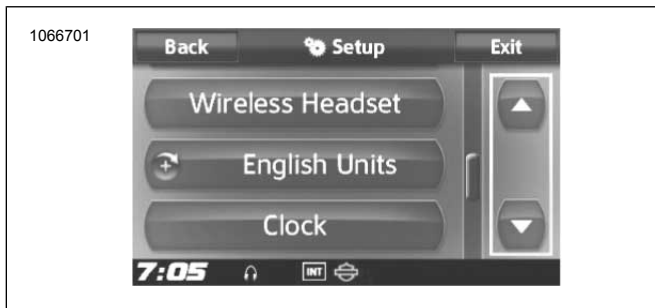 1066701
Back Setup Exit
Wireless Headset
English Units
Clock
7:05 INT